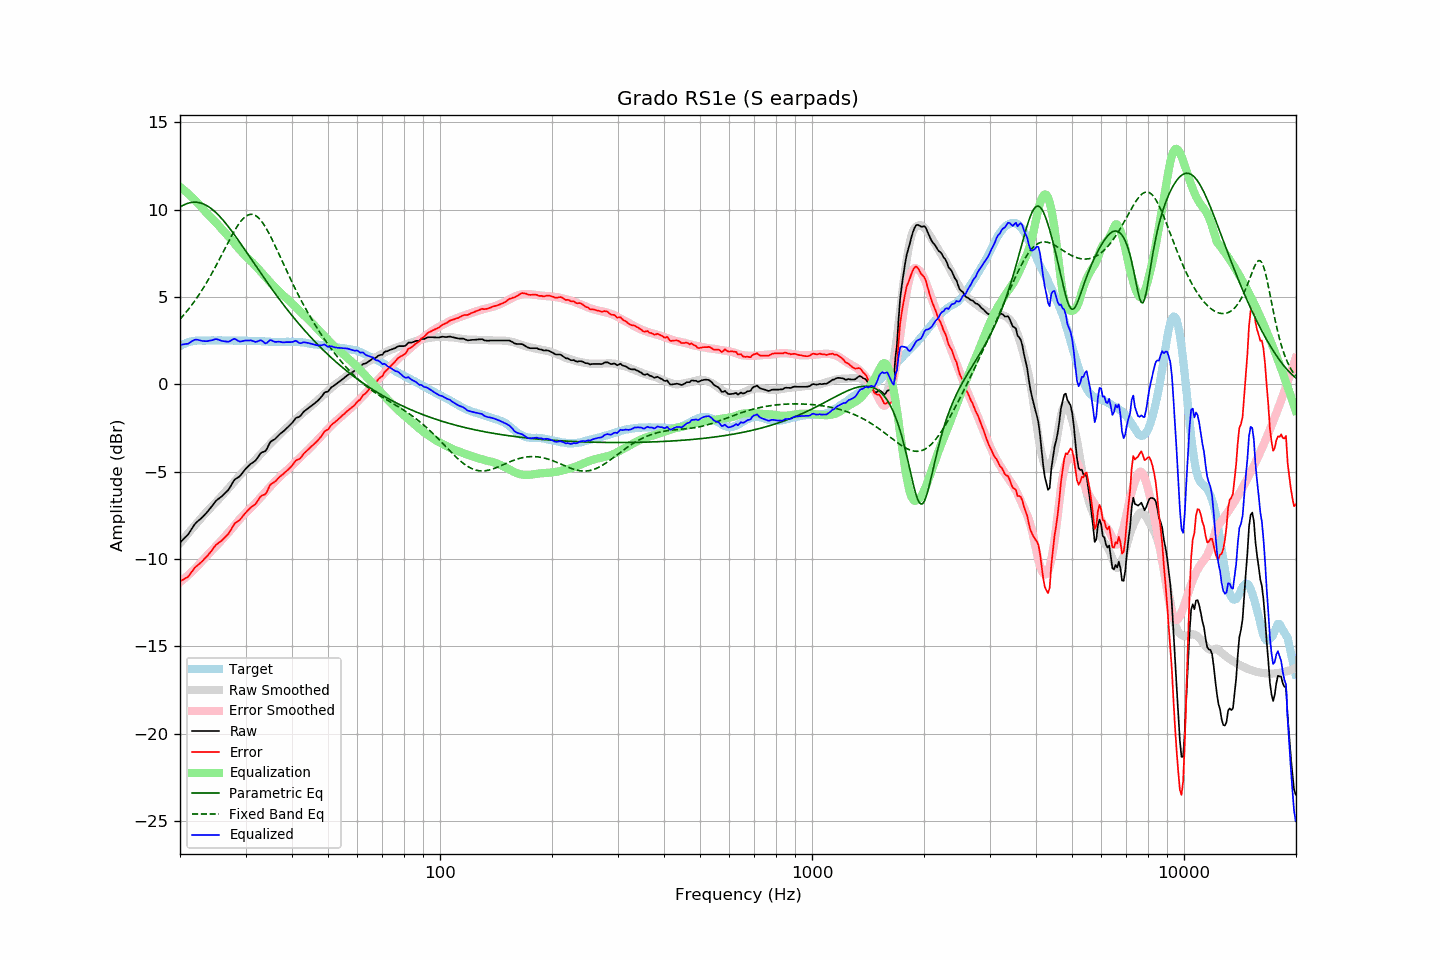 Grado RS1e (S earpads)
15
10
5
0
−5
−10
−15
−20
−25
Amplitude (dBr)
Target
Raw Smoothed
Error Smoothed
Raw
Error
Equalization
Parametric Eq
Fixed Band Eq
Equalized
100
1000
10000
Frequency (Hz)